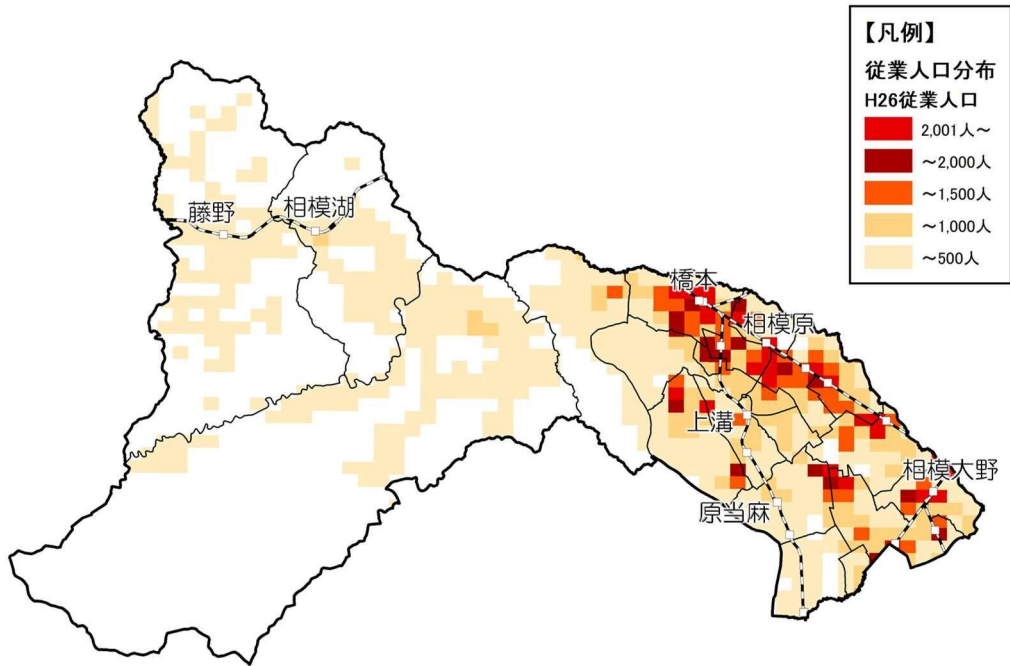 【凡例】
従業人口分布
H26従業人口
2,001人～
～2,000人
～1,500人
～1,000人
～500人
藤野
相模湖
橋本
相模原
上溝
相模大野
原当麻